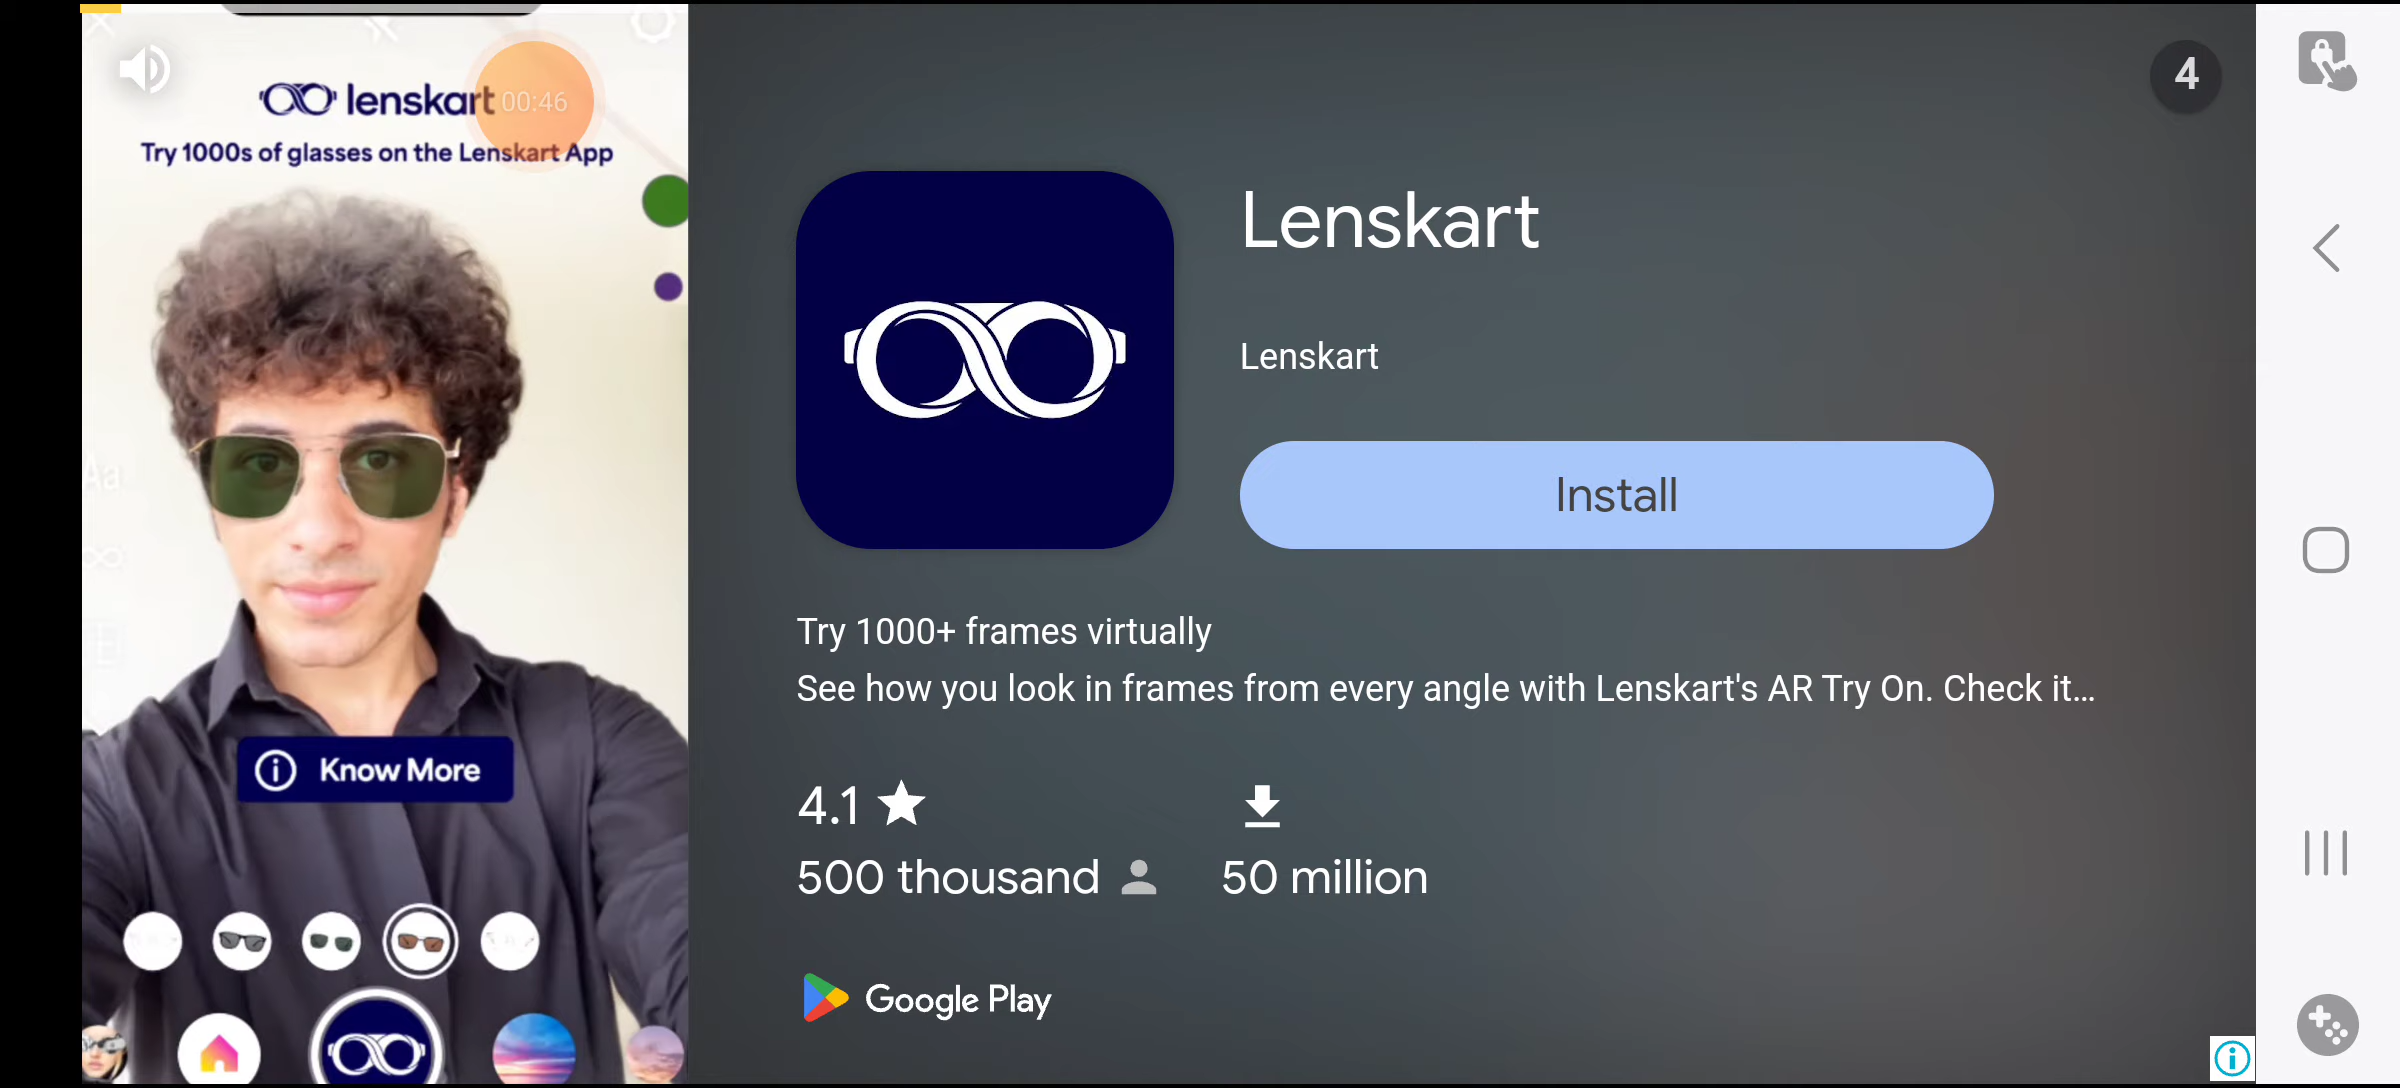 lenskart
00:46
Try 1000s of glasses on the Lenskart App
Aa
Know More
4
Lenskart
Lenskart
Install
Try 1000+ frames virtually
See how you look in frames from every angle with Lenskart's AR Try On. Check it...
4.1
500 thousand
50 million
Google Play